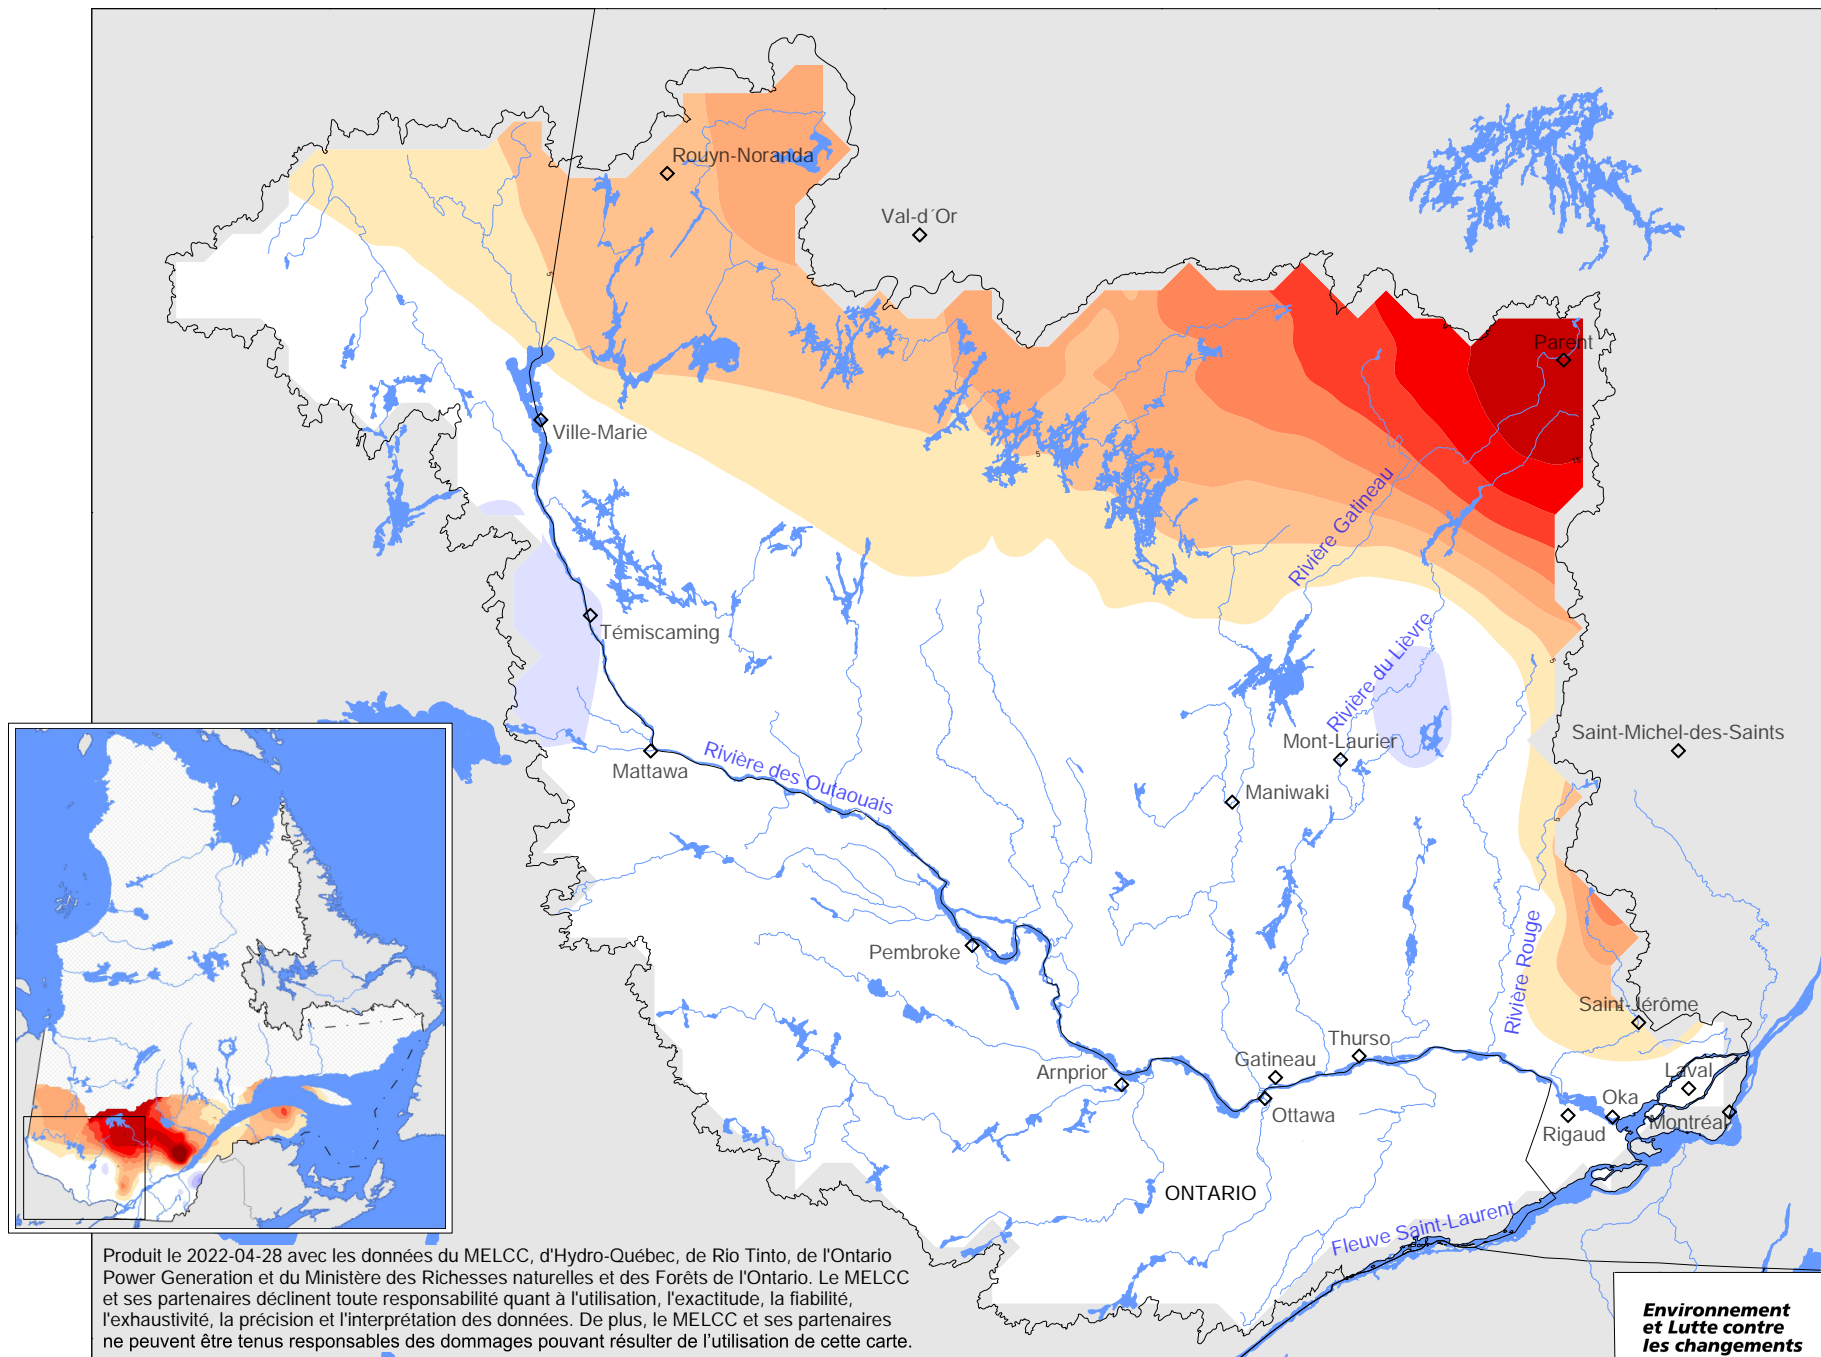 Rouyn-Noranda
Val-d´Or
5
Parent
Ville-Marie
5
15
Rivière Gatineau
Témiscaming
Rivière du Lièvre
5
Saint-Michel-des-Saints
Mont-Laurier
Mattawa
Rivière des Outaouais
Maniwaki
5
Pembroke
Rivière Rouge
Saint-Jérôme
Thurso
Gatineau
Arnprior
Laval
Oka
Ottawa
Rigaud
Montréal
ONTARIO
Fleuve Saint-Laurent
Produit le 2022-04-28 avec les données du MELCC, d'Hydro-Québec, de Rio Tinto, de l'Ontario
Power Generation et du Ministère des Richesses naturelles et des Forêts de l'Ontario. Le MELCC
et ses partenaires déclinent toute responsabilité quant à l'utilisation, l'exactitude, la fiabilité,
l'exhaustivité, la précision et l'interprétation des données. De plus, le MELCC et ses partenaires
ne peuvent être tenus responsables des dommages pouvant résulter de l'utilisation de cette carte.
Environnement
et Lutte contre
les changements